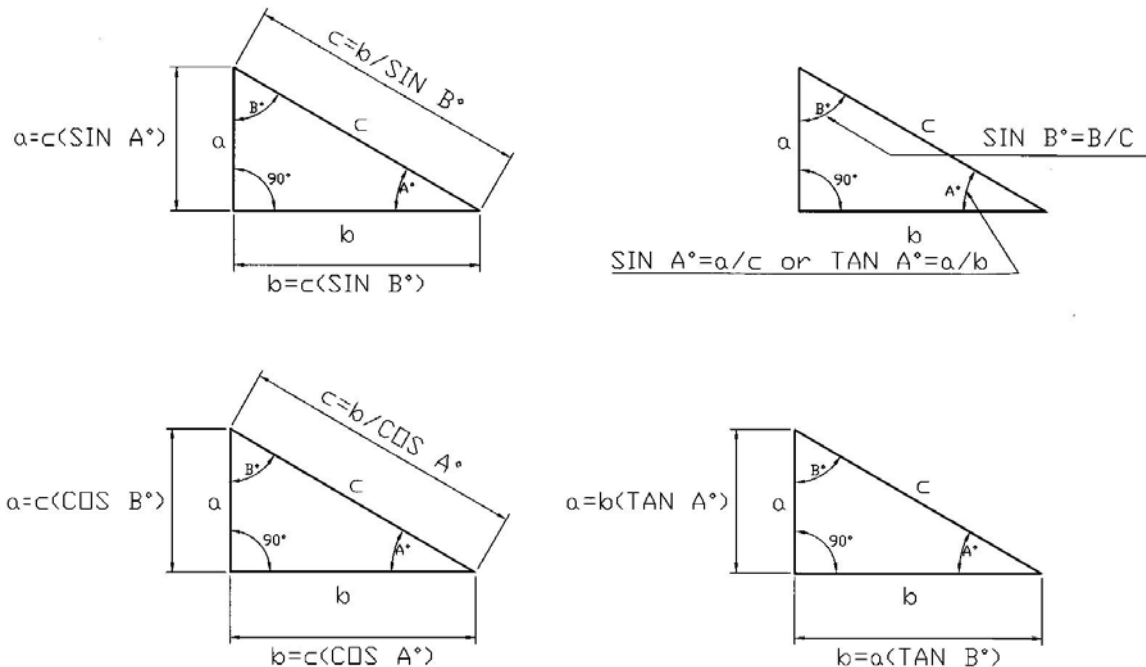 c=b/SIN B°
a=c(SIN A°)
B°
a
c
90°
A°
b
b=c(SIN B°)
B°
a
c
SIN B°=B/C
90°
A°
b
SIN A°=a/c or TAN A°=a/b
c=b/COS A°
a=c(COS B°)
B°
a
c
90°
A°
b
b=c(COS A°)
a=b(TAN A°)
B°
a
c
90°
A°
b
b=a(TAN B°)